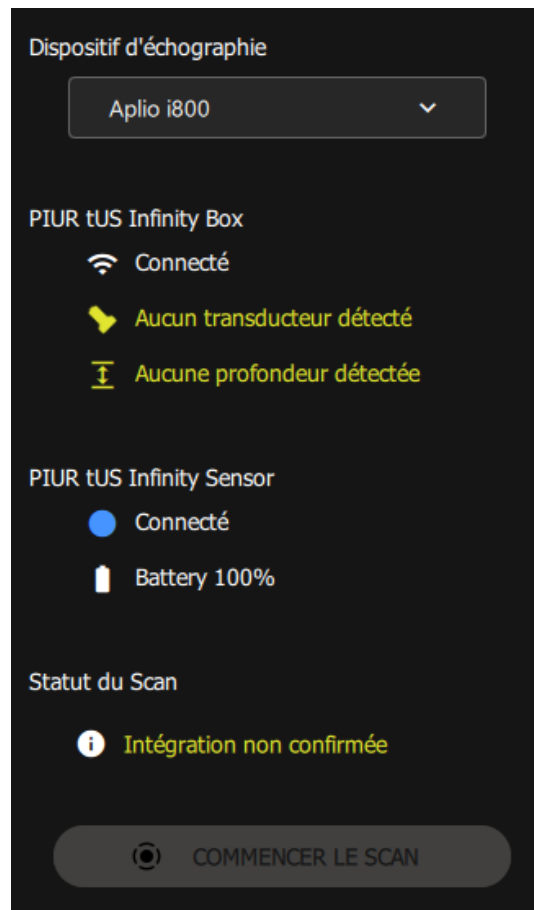 Dispositif d'échographie
Aplio i800
PIUR tUS Infinity Box
Connecté
Aucun transducteur détecté
Aucune profondeur détectée
PIUR tUS Infinity Sensor
Connecté
Battery 100%
Statut du Scan
Intégration non confirmée
COMMENCER LE SCAN